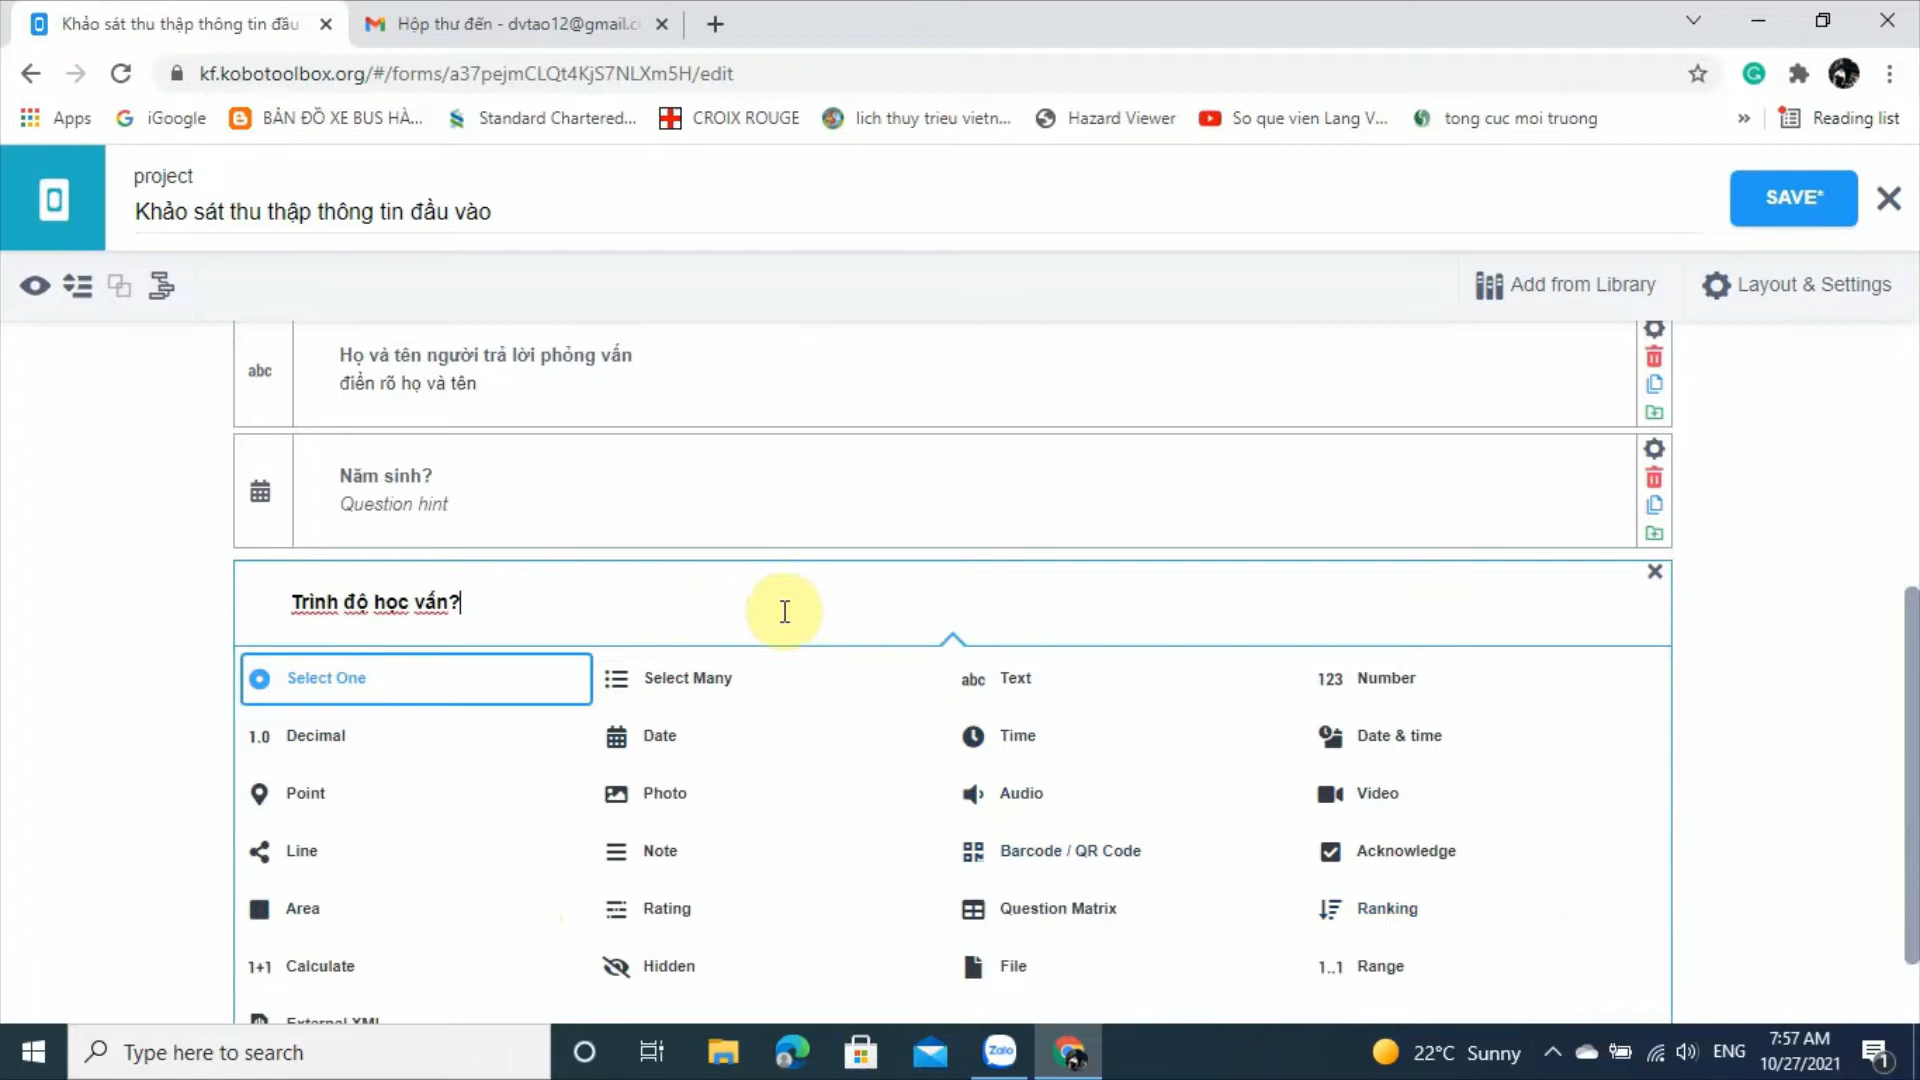 Khảo sát thu thập thông tin đầu
Hộp thư đến - dvtao12@gmail.c
kf.kobotoolbox.org/#/forms/a37pejmCLQt4KjS7NLXm5H/edit
Apps
iGoogle
BẢN ĐỒ XE BUS HÀ...
Standard Chartered...
CROIX ROUGE
lich thuy trieu vietn...
Hazard Viewer
So que vien Lang V...
tong cuc moi truong
»
Reading list
project
Khảo sát thu thập thông tin đầu vào
SAVE*
Add from Library
Layout & Settings
abc
Họ và tên người trả lời phỏng vấn
điền rõ họ và tên
Năm sinh?
Question hint
Trình độ học vấn?
Select One
Select Many
abc Text
123 Number
1.0 Decimal
Date
Time
Date & time
Point
Photo
Audio
Video
Line
Note
Barcode / QR Code
Acknowledge
Area
Rating
Question Matrix
Ranking
1+1 Calculate
Hidden
File
1..1 Range
External XML
Type here to search
Zalo
22°C Sunny
ENG
7:57 AM
10/27/2021
1